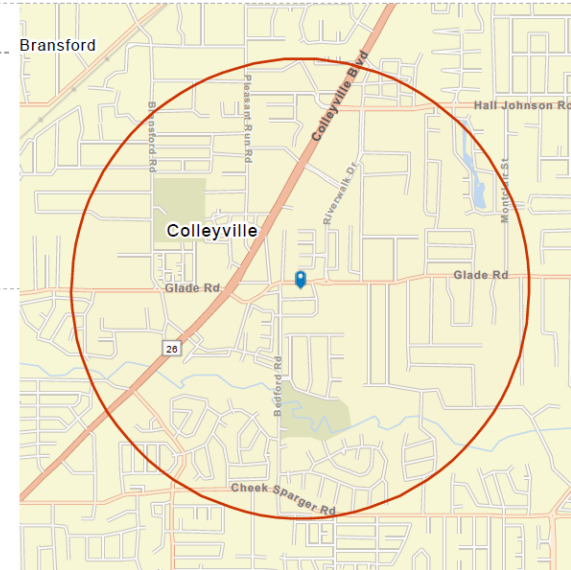 Bransford
Colleyville Blvd
Hall Johnson Rd
Bransford Rd
Pleasant Run Rd
Riverwalk Dr
Montclair St
Colleyville
Glade Rd
Glade Rd
26
Bedford Rd
Cheek Sparger Rd